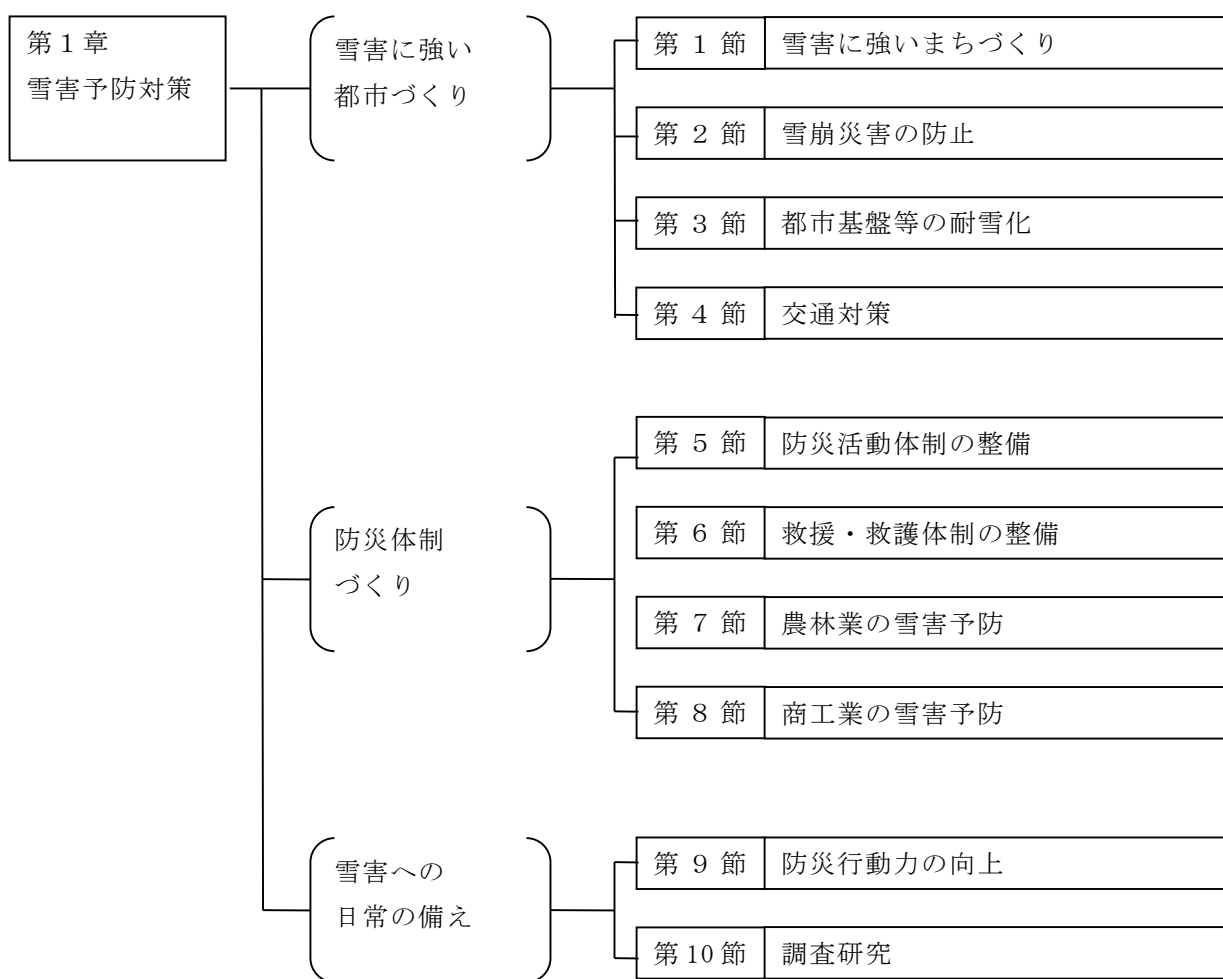 第１章
雪害予防対策
雪害に強い
都市づくり
第１節 雪害に強いまちづくり
第２節 雪崩災害の防止
第３節 都市基盤等の耐雪化
第４節 交通対策
防災体制
づくり
第５節 防災活動体制の整備
第６節 救援・救護体制の整備
第７節 農林業の雪害予防
第８節 商工業の雪害予防
雪害への
日常の備え
第９節 防災行動力の向上
第10節 調査研究